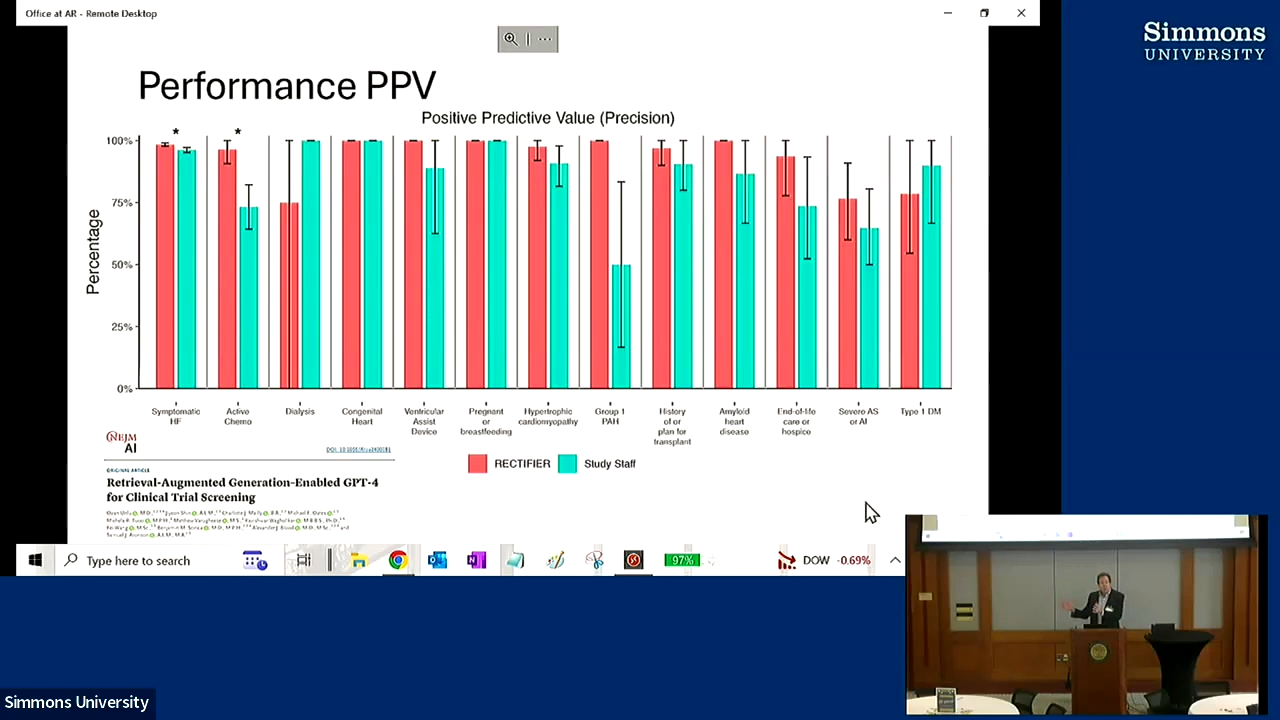 Office at AR - Remote Desktop
Simmons
UNIVERSITY
Performance PPV
Positive Predictive Value (Precision)
* *
100%
75%
50%
25%
0%
Percentage
Symptomatic HF
Active Chemo
Dialysis
Congenital Heart
Ventricular Assist Device
Pregnant or breastfeeding
Hypertrophic cardiomyopathy
Group 1 PAH
History of or plan for transplant
Amyloid heart disease
End-of-life care or hospice
Severe AS or AI
Type 1 DM
RECTIFIER
Study Staff
NEJM
AI
ORIGINAL ARTICLE
Retrieval-Augmented Generation-Enabled GPT-4
for Clinical Trial Screening
Type here to search
97%
DOW -0.69%
Simmons University